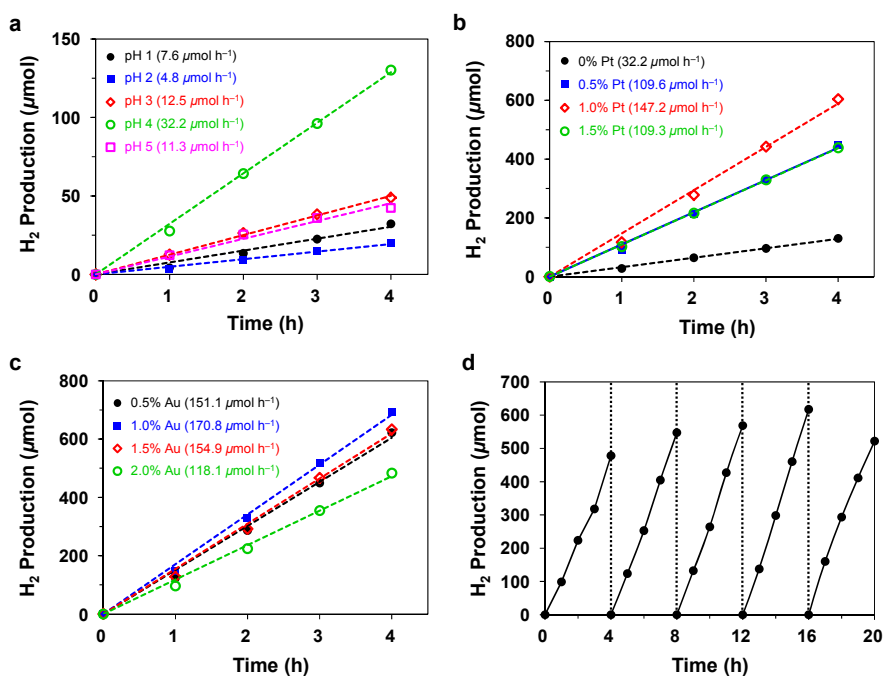 a
H₂ Production (µmol)
150
100
50
0
pH 1 (7.6 µmol h⁻¹)
pH 2 (4.8 µmol h⁻¹)
pH 3 (12.5 µmol h⁻¹)
pH 4 (32.2 µmol h⁻¹)
pH 5 (11.3 µmol h⁻¹)
0 1 2 3 4
Time (h)
b
H₂ Production (µmol)
800
600
400
200
0
0% Pt (32.2 µmol h⁻¹)
0.5% Pt (109.6 µmol h⁻¹)
1.0% Pt (147.2 µmol h⁻¹)
1.5% Pt (109.3 µmol h⁻¹)
0 1 2 3 4
Time (h)
c
H₂ Production (µmol)
800
600
400
200
0
0.5% Au (151.1 µmol h⁻¹)
1.0% Au (170.8 µmol h⁻¹)
1.5% Au (154.9 µmol h⁻¹)
2.0% Au (118.1 µmol h⁻¹)
0 1 2 3 4
Time (h)
d
H₂ Production (µmol)
700
600
500
400
300
200
100
0
0 4 8 12 16 20
Time (h)